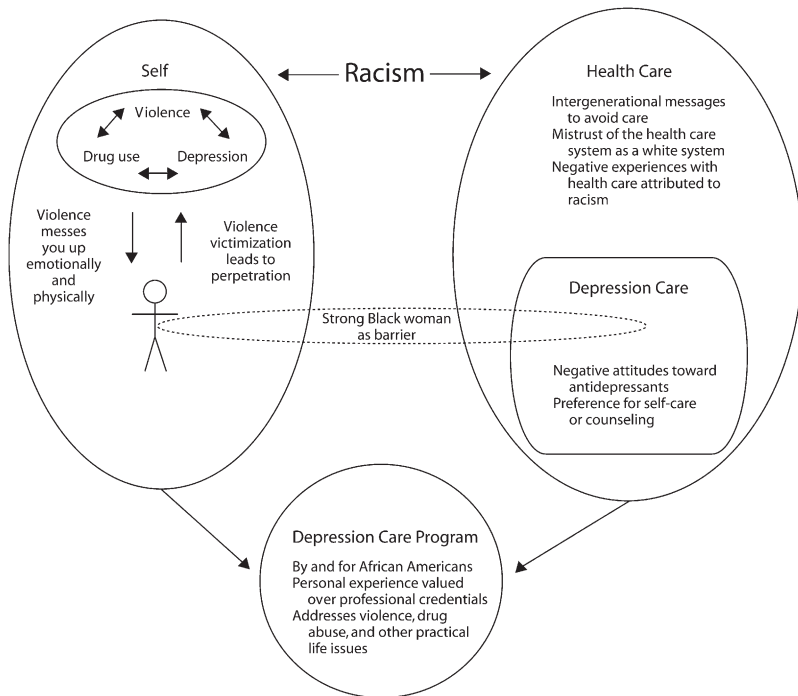 Racism
Self
Violence
Drug use
Depression
Violence
messes
you up
emotionally
and
physically
Violence
victimization
leads to
perpetration
Strong Black woman
as barrier
Health Care
Intergenerational messages
to avoid care
Mistrust of the health care
system as a white system
Negative experiences with
health care attributed to
racism
Depression Care
Negative attitudes toward
antidepressants
Preference for self-care
or counseling
Depression Care Program
By and for African Americans
Personal experience valued
over professional credentials
Addresses violence, drug
abuse, and other practical
life issues